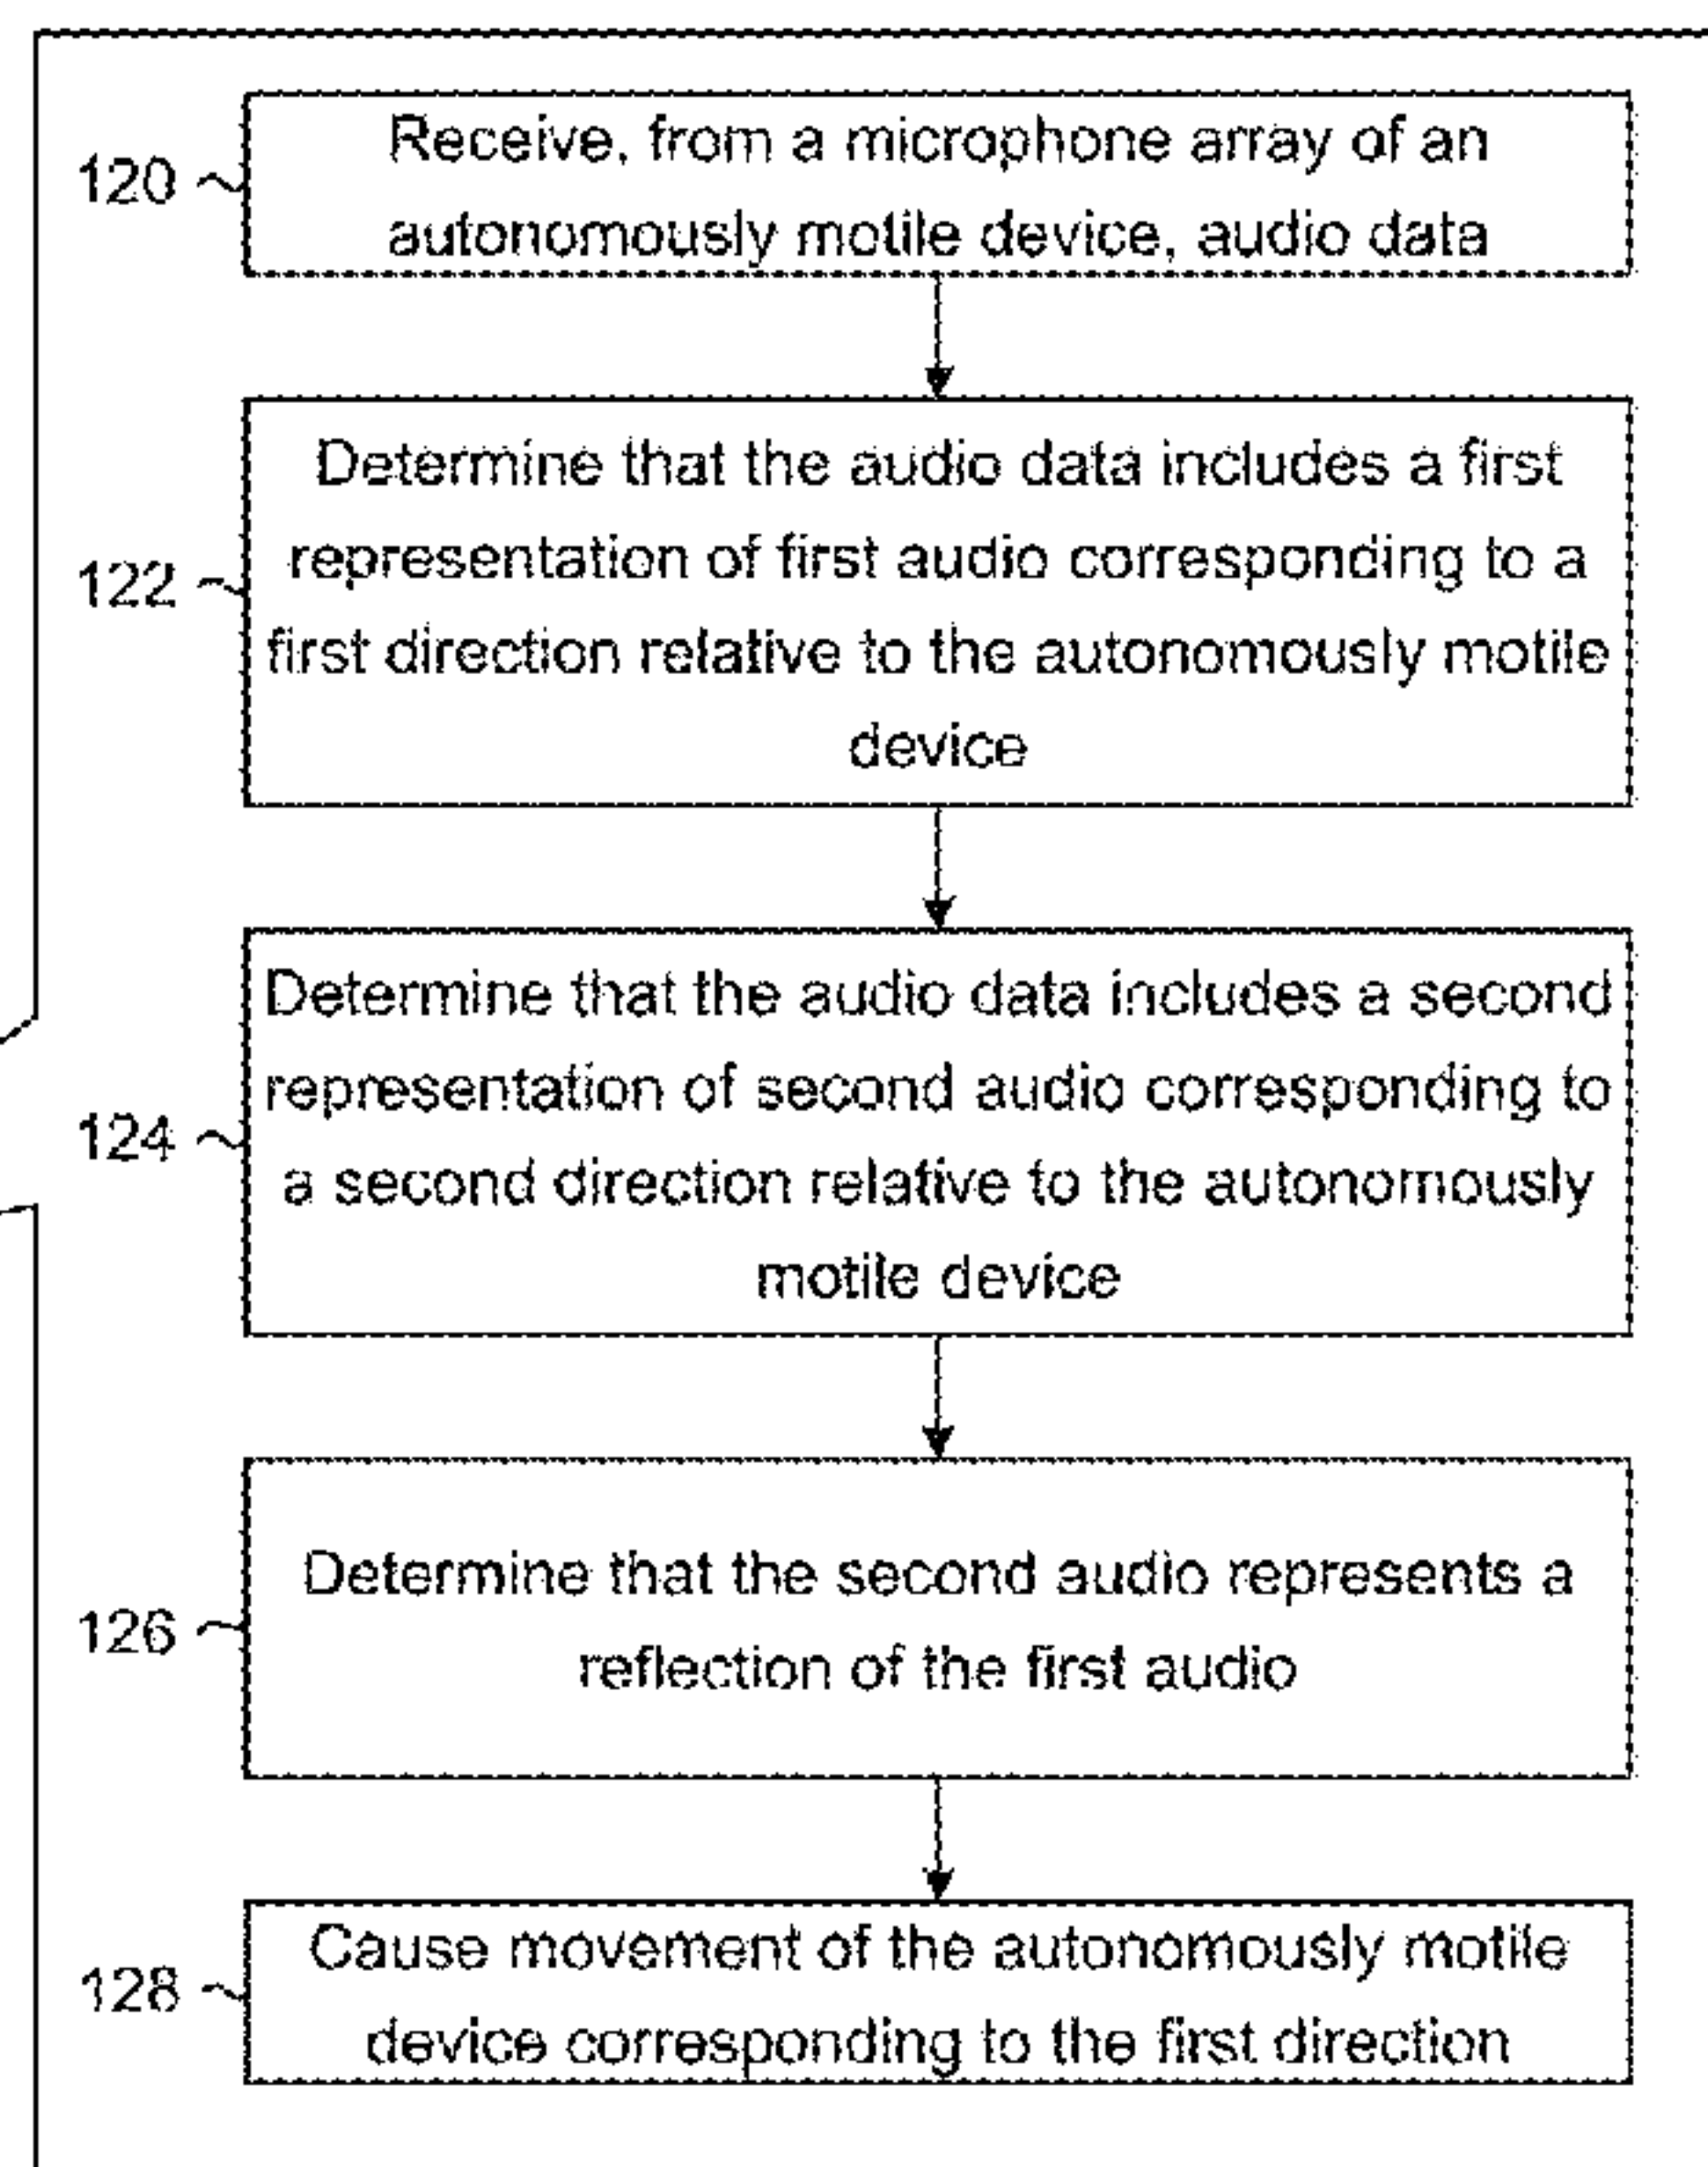 120
Receive, from a microphone array of an
autonomously motile device, audio data
122
Determine that the audio data includes a first
representation of first audio corresponding to a
first direction relative to the autonomously motile
device
124
Determine that the audio data includes a second
representation of second audio corresponding to
a second direction relative to the autonomously
motile device
126
Determine that the second audio represents a
reflection of the first audio
128
Cause movement of the autonomously motile
device corresponding to the first direction